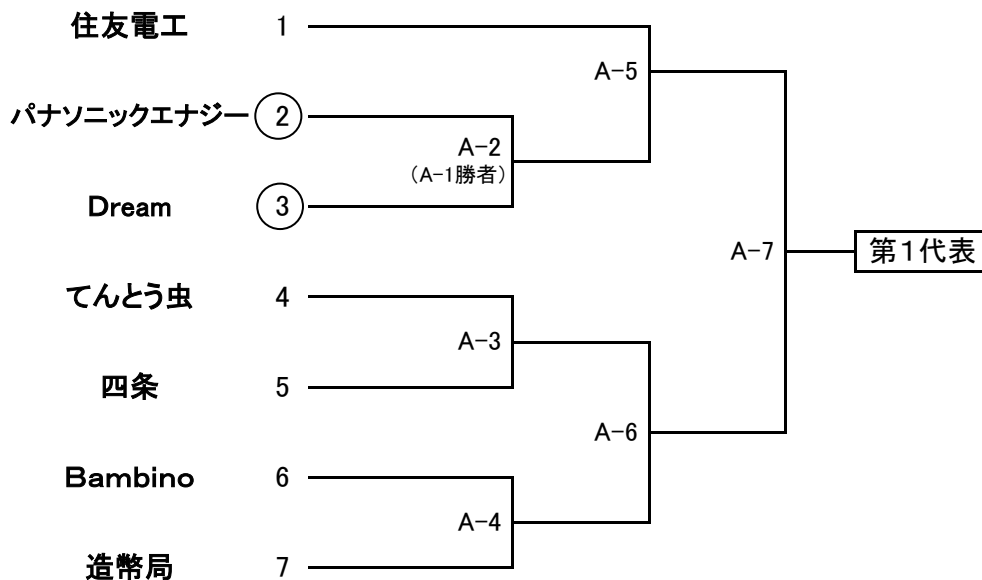 住友電工 1
A-5
パナソニックエナジー ②
A-2
（A-1勝者）
Dream ③
A-7
第1代表
てんとう虫 4
A-3
四条 5
A-6
Bambino 6
A-4
造幣局 7